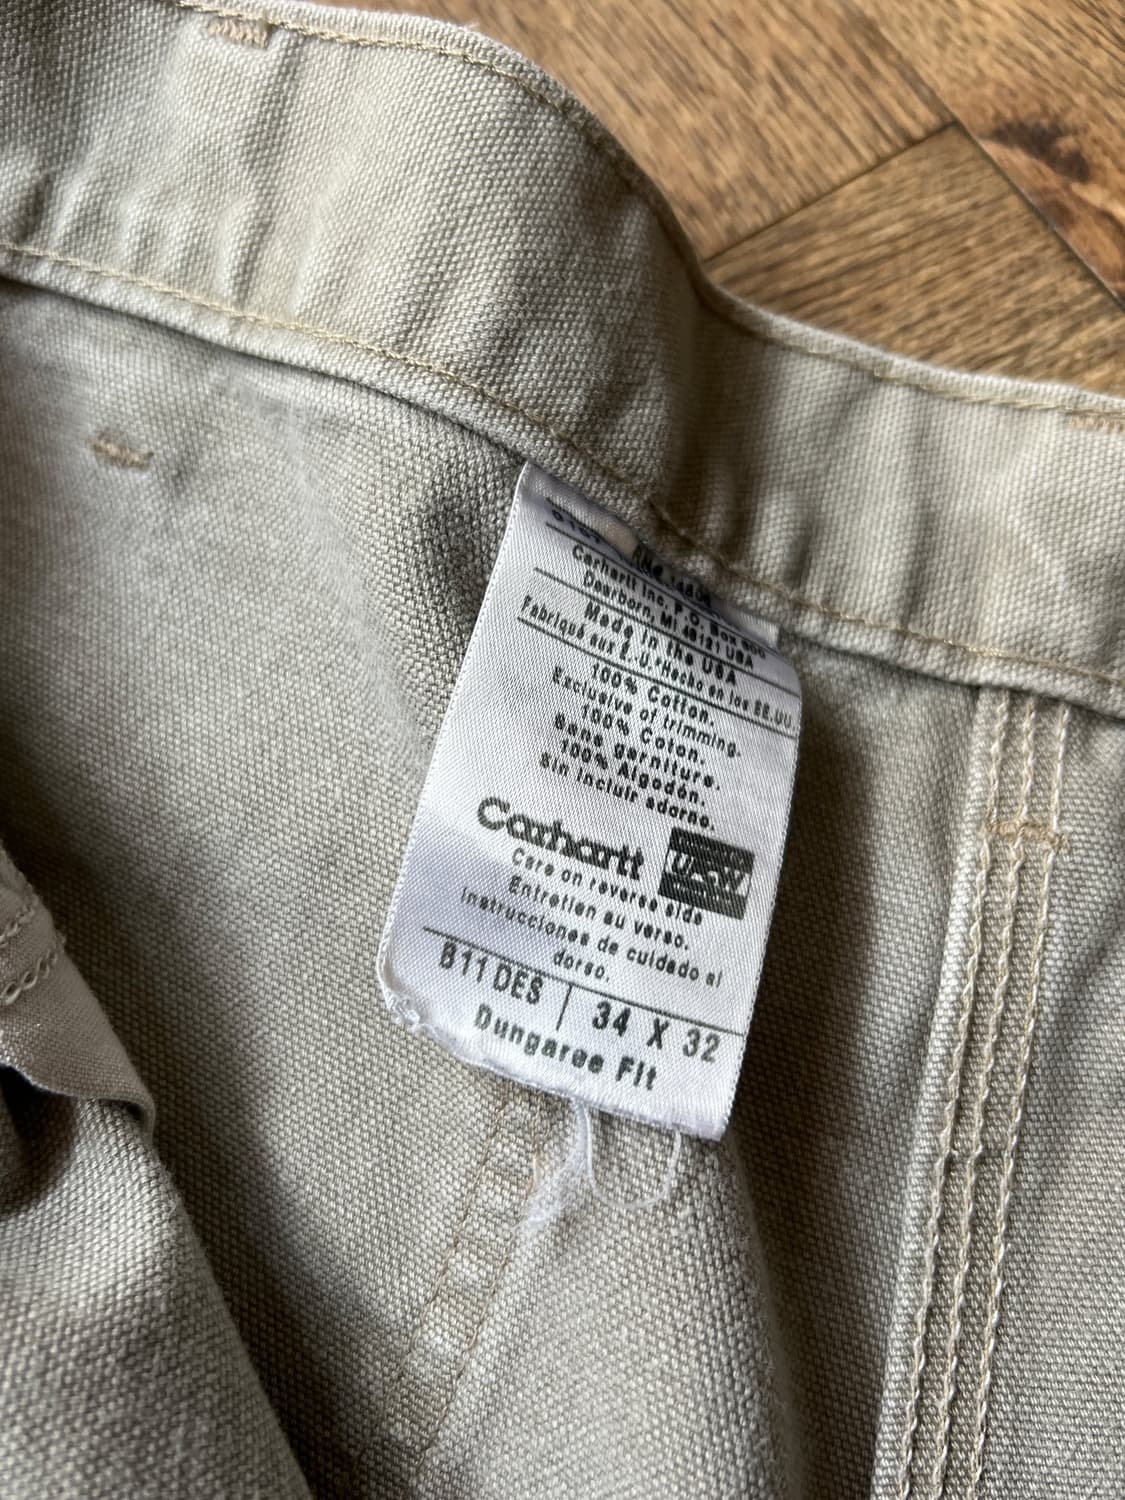 Carhartt Inc. P.O. Box 600
Dearborn, MI 48121 USA
Made in the USA
Fabriqué aux E.U.*Hecho en los EE.UU.
100% Cotton.
Exclusive of trimming.
100% Coton.
Sans garniture.
100% Algodón.
Sin incluir adorno.
Carhartt
Care on reverse side
Entretien au verso.
Instrucciones de cuidado al
dorso.
B11 DES 34 X 32
Dungaree Fit